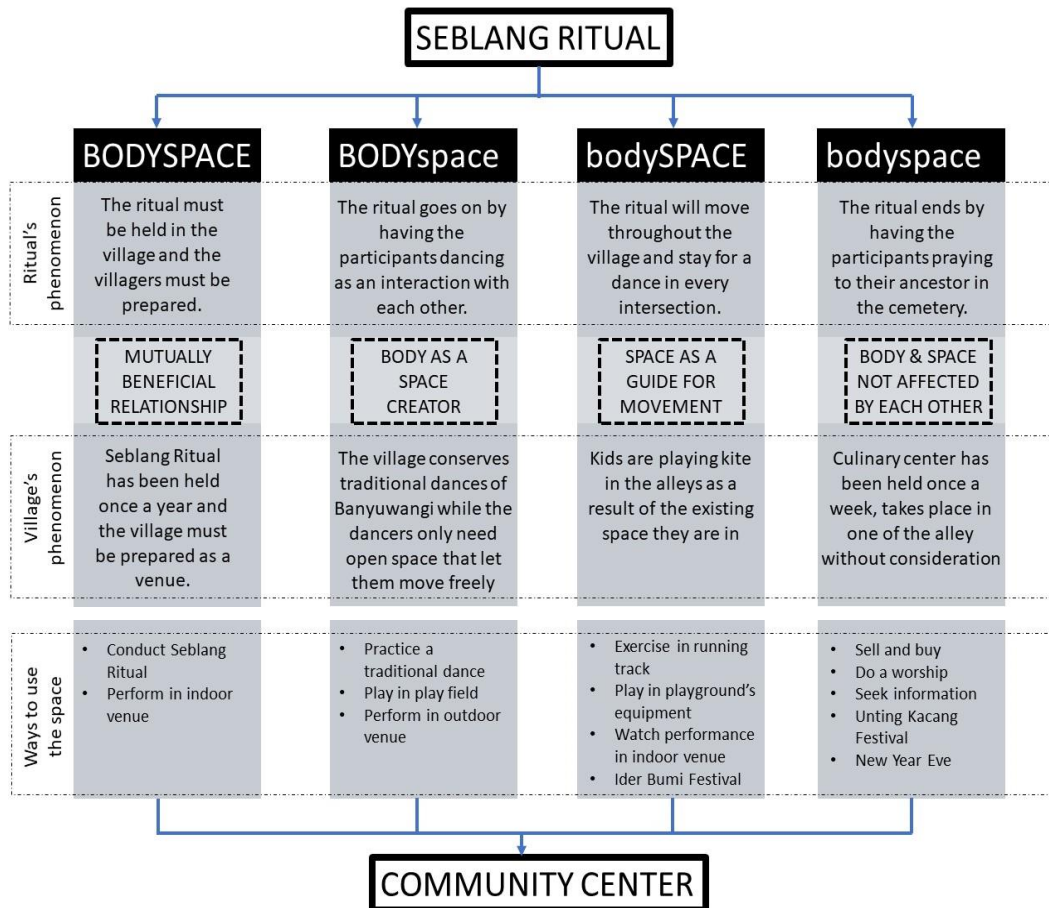 SEBLANG RITUAL
BODYSPACE
BODYspace
bodySPACE
bodyspace
Ritual's
phenomenon
The ritual must
be held in the
village and the
villagers must be
prepared.
The ritual goes on by
having the
participants dancing
as an interaction with
each other.
The ritual will move
throughout the
village and stay for a
dance in every
intersection.
The ritual ends by
having the
participants praying
to their ancestor in
the cemetery.
MUTUALLY
BENEFICIAL
RELATIONSHIP
BODY AS A
SPACE
CREATOR
SPACE AS A
GUIDE FOR
MOVEMENT
BODY & SPACE
NOT AFFECTED
BY EACH OTHER
Village's
phenomenon
Seblang Ritual
has been held
once a year and
the village must
be prepared as a
venue.
The village conserves
traditional dances of
Banyuwangi while the
dancers only need
open space that let
them move freely
Kids are playing kite
in the alleys as a
result of the existing
space they are in
Culinary center has
been held once a
week, takes place in
one of the alley
without consideration
Ways to use
the space
• Conduct Seblang
Ritual
• Perform in indoor
venue
• Practice a
traditional dance
• Play in play field
• Perform in outdoor
venue
• Exercise in running
track
• Play in playground's
equipment
• Watch performance
in indoor venue
• Ider Bumi Festival
• Sell and buy
• Do a worship
• Seek information
• Unting Kacang
Festival
• New Year Eve
COMMUNITY CENTER